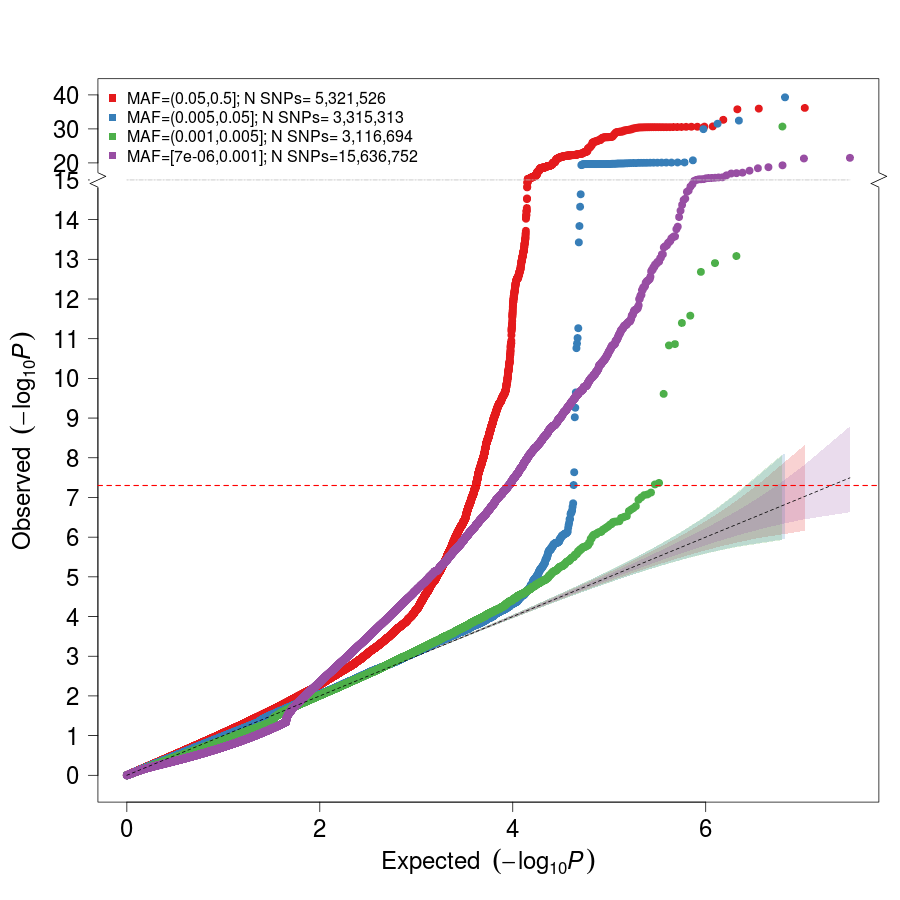 MAF=(0.05,0.5]; N SNPs= 5,321,526
MAF=(0.005,0.05]; N SNPs= 3,315,313
MAF=(0.001,0.005]; N SNPs= 3,116,694
MAF=[7e-06,0.001]; N SNPs=15,636,752
40
30
20
15
14
13
12
11
10
9
8
7
6
5
4
3
2
1
0
Observed (−log10P)
0 2 4 6
Expected (−log10P)